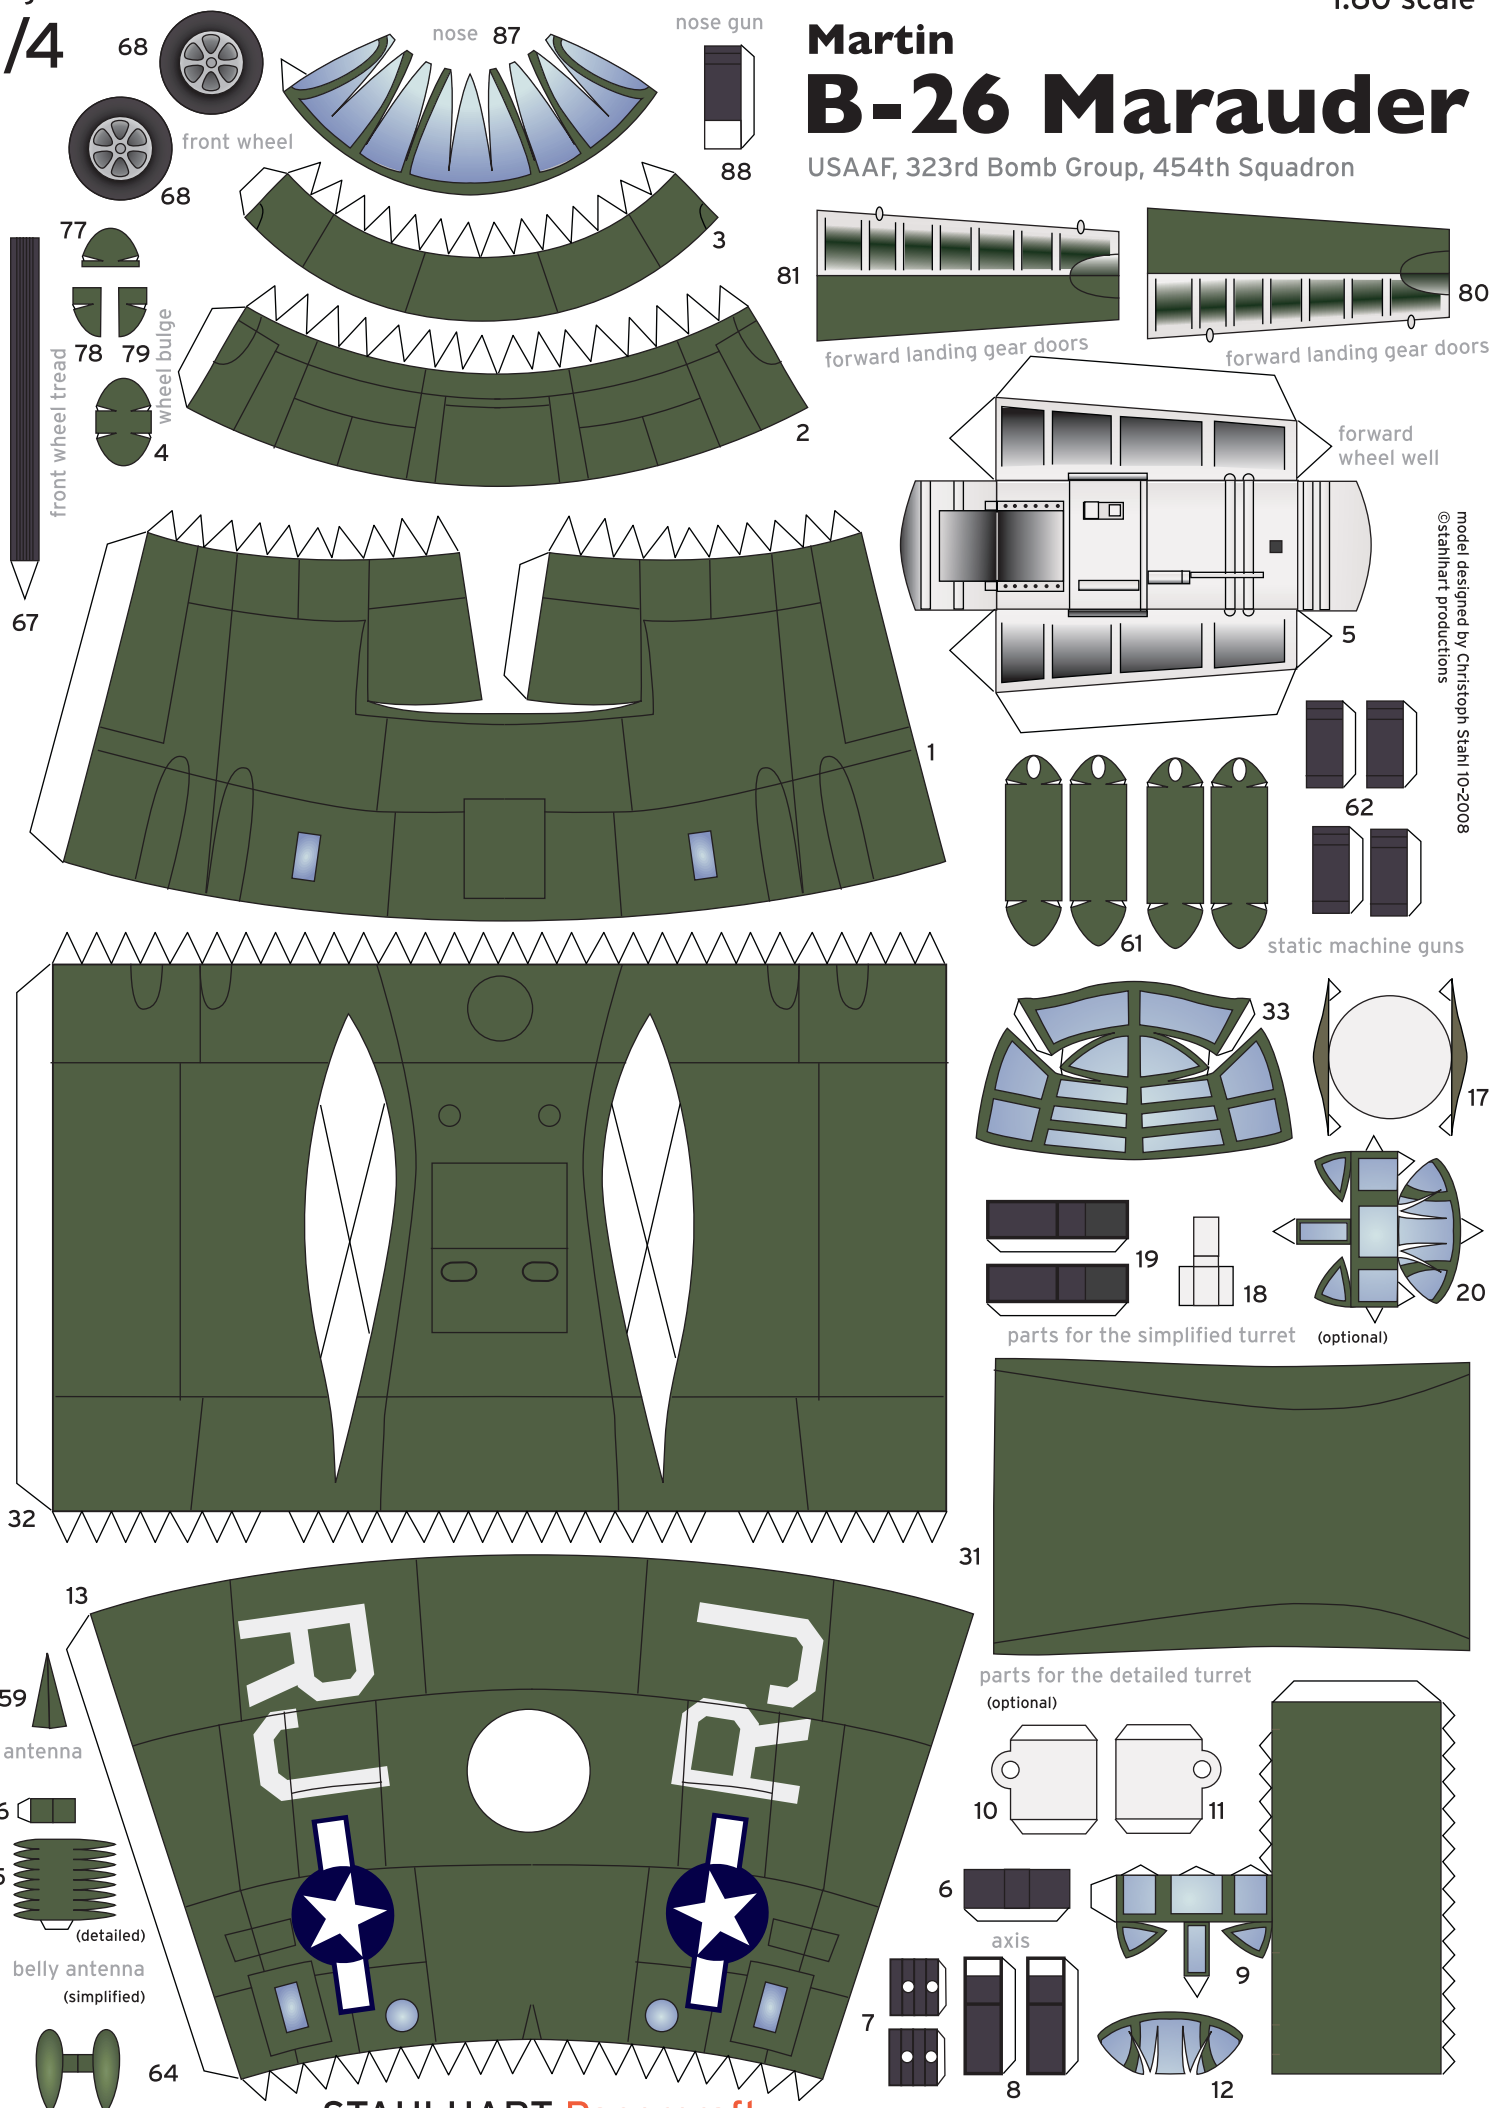 /4
68
nose 87
nose gun
Martin
B-26 Marauder
USAAF, 323rd Bomb Group, 454th Squadron
front wheel
88
68
77
3
81
80
78 79
wheel bulge
forward landing gear doors
forward landing gear doors
front wheel tread
4
2
forward
wheel well
model designed by Christoph Stahl 10-2008
©stahlhart productions
67
5
1
62
61
static machine guns
33
17
19
18
20
parts for the simplified turret (optional)
32
31
13
parts for the detailed turret
(optional)
59
antenna
10
11
6
6
axis
(detailed)
belly antenna
(simplified)
9
7
64
8
12